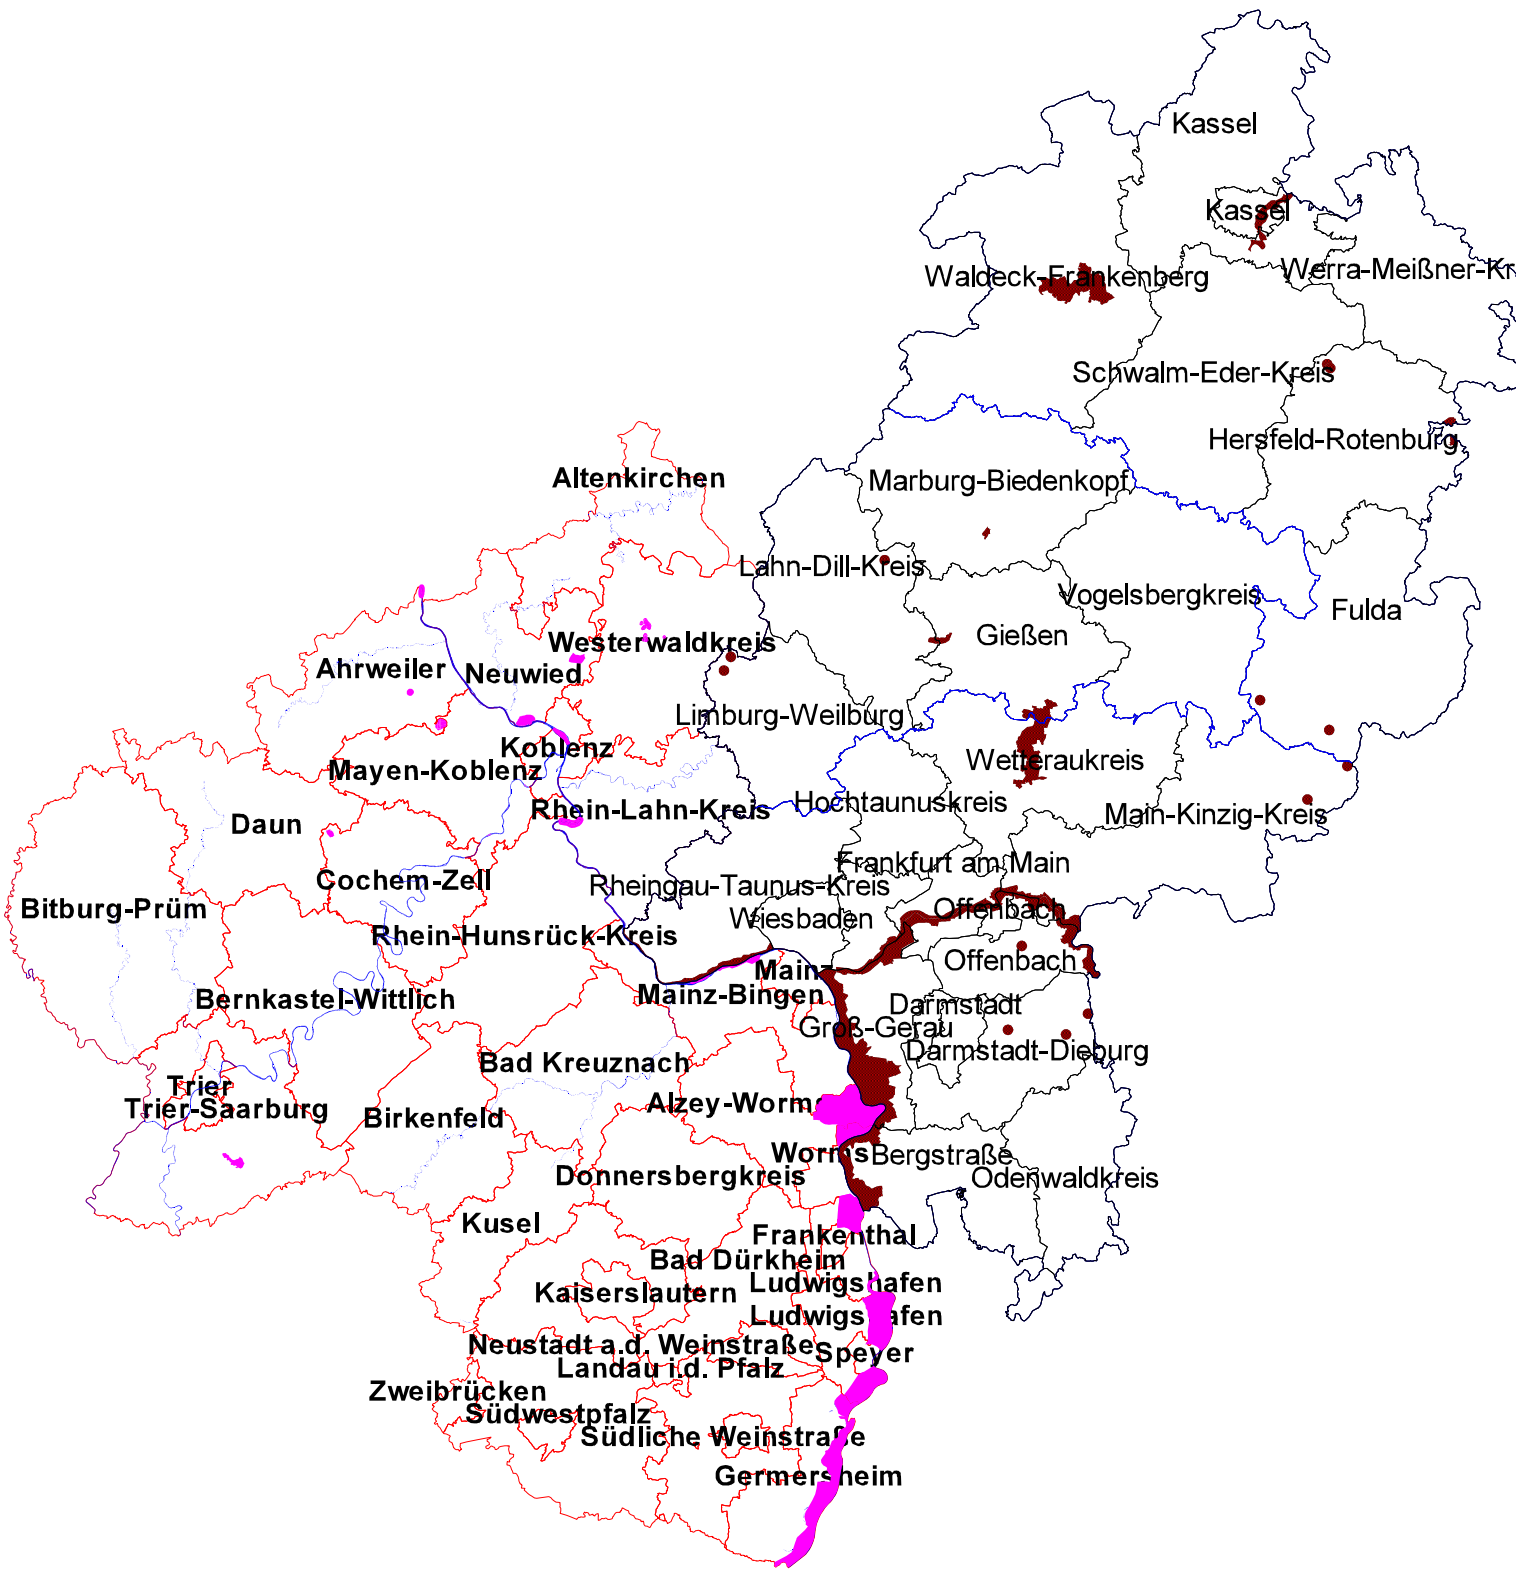 Kassel
Kassel
Waldeck-Frankenberg
Werra-Meißner-Kr
Schwalm-Eder-Kreis
Hersfeld-Rotenburg
Altenkirchen
Marburg-Biedenkopf
Lahn-Dill-Kreis
Vogelsbergkreis
Fulda
Gießen
Westerwaldkreis
Ahrweiler
Neuwied
Limburg-Weilburg
Koblenz
Wetteraukreis
Mayen-Koblenz
Hochtaunuskreis
Rhein-Lahn-Kreis
Main-Kinzig-Kreis
Daun
Frankfurt am Main
Cochem-Zell
Rheingau-Taunus-Kreis
Bitburg-Prüm
Offenbach
Wiesbaden
Rhein-Hunsrück-Kreis
Offenbach
Mainz
Mainz-Bingen
Bernkastel-Wittlich
Darmstadt
Groß-Gerau
Darmstadt-Dieburg
Bad Kreuznach
Trier
Trier-Saarburg
Alzey-Worms
Birkenfeld
Worms
Bergstraße
Donnersbergkreis
Odenwaldkreis
Kusel
Frankenthal
Bad Dürkheim
Ludwigshafen
Kaiserslautern
Ludwigshafen
Neustadt a.d. Weinstraße
Speyer
Landau i.d. Pfalz
Zweibrücken
Südwestpfalz
Südliche Weinstraße
Germersheim